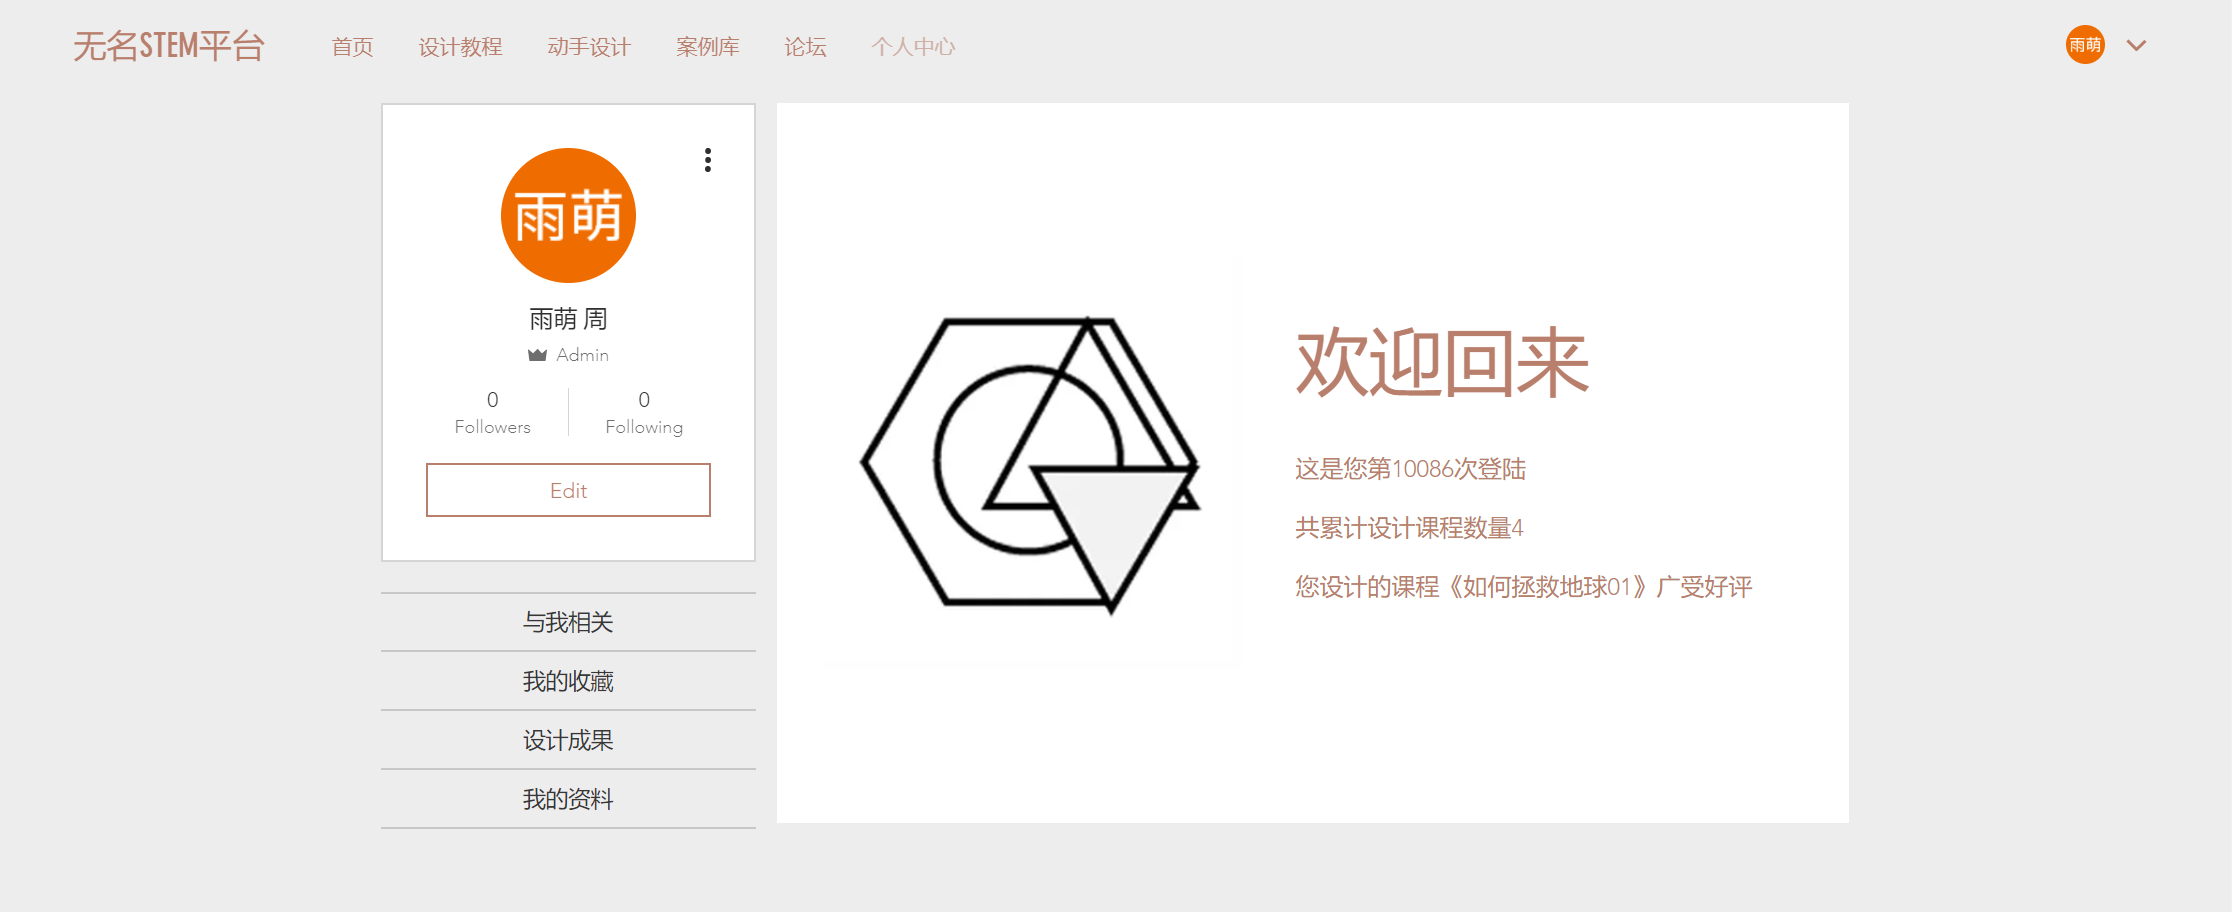 无名STEM平台 首页 设计教程 动手设计 案例库 论坛 个人中心 雨萌
雨萌
雨萌 周
Admin
0 0
Followers Following
Edit
与我相关
我的收藏
设计成果
我的资料
欢迎回来
这是您第10086次登陆
共累计设计课程数量4
您设计的课程《如何拯救地球01》广受好评